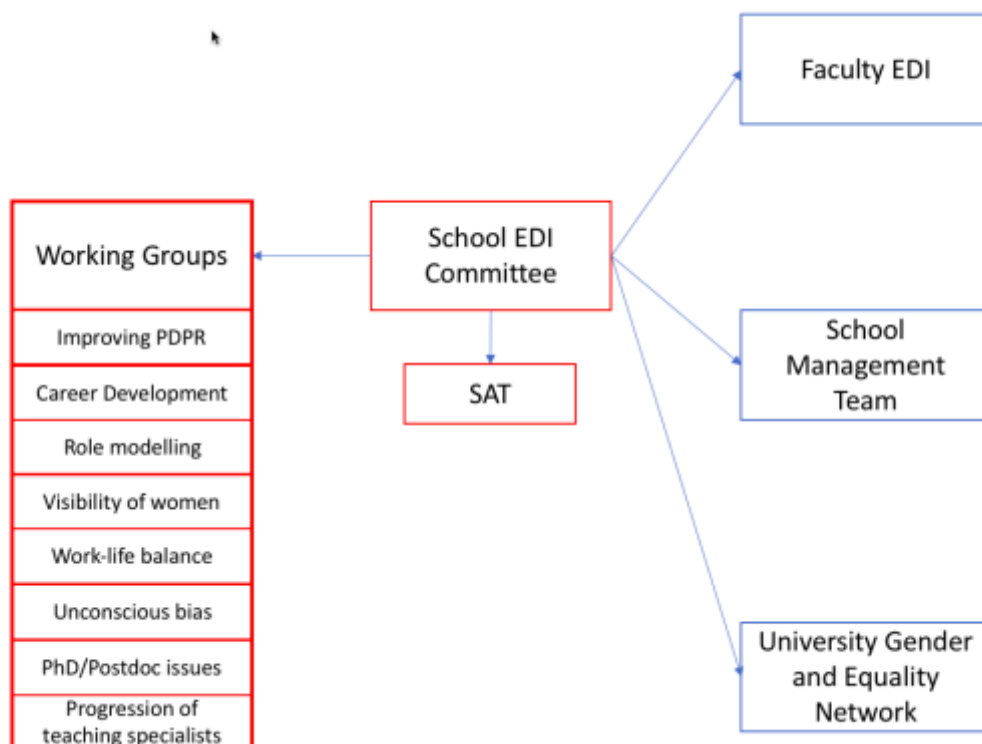 Faculty EDI
Working Groups
School EDI
Committee
Improving PDPR
SAT
School
Management
Team
Career Development
Role modelling
Visibility of women
Work-life balance
Unconscious bias
PhD/Postdoc issues
Progression of
teaching specialists
University Gender
and Equality
Network